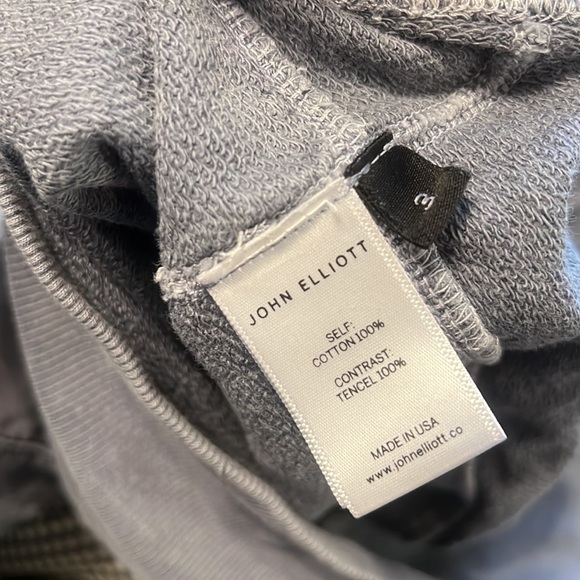 JOHN ELLIOTT
SELF:
COTTON 100%
CONTRAST:
TENCEL 100%
MADE IN USA
www.johnelliott.co
3